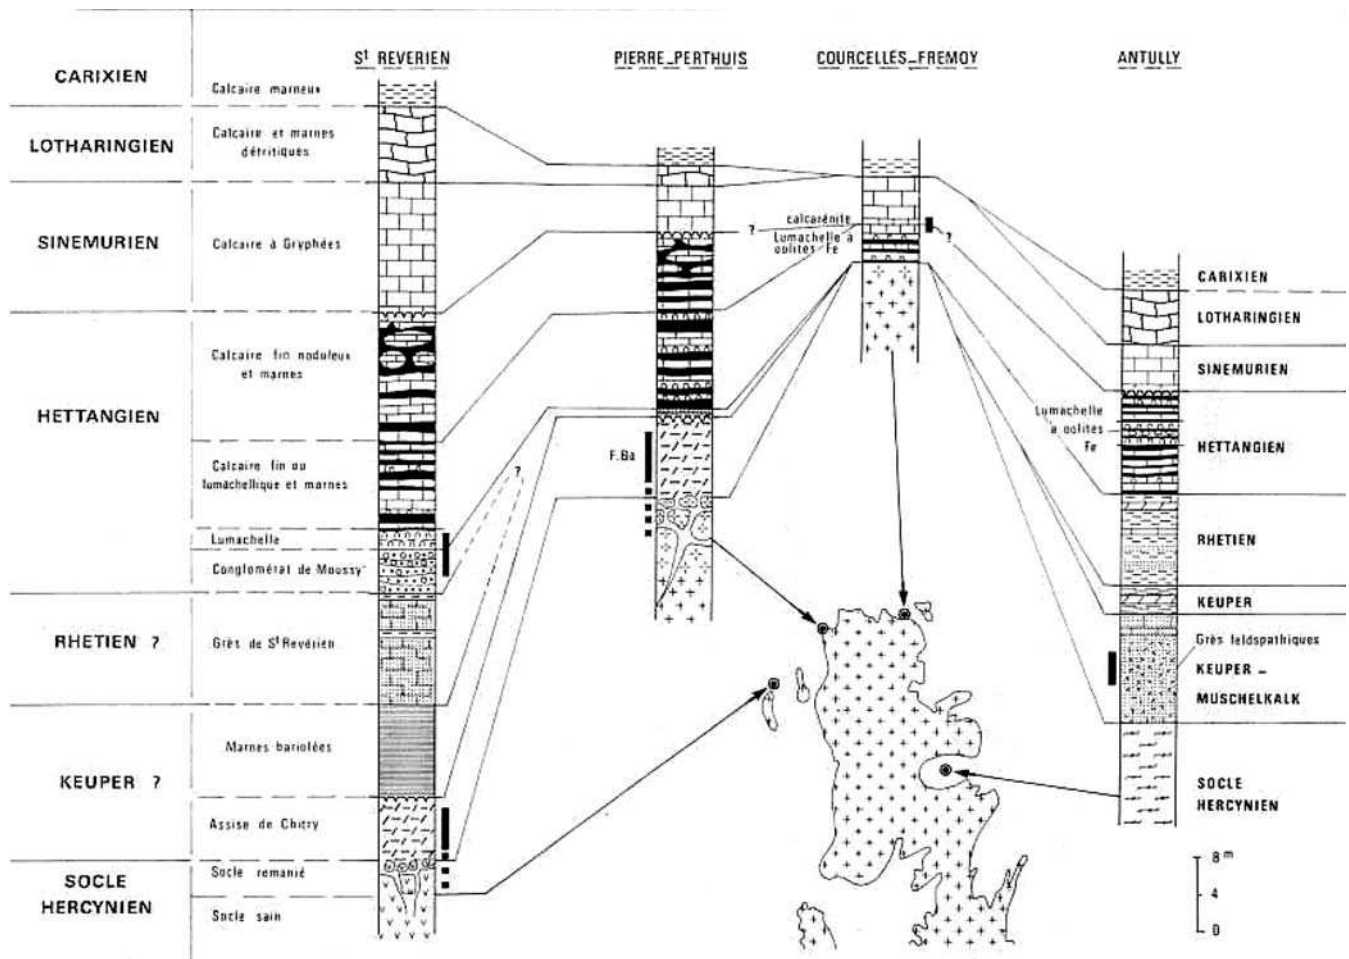 Sᵗ REVERIEN
PIERRE_PERTHUIS
COURCELLES_FREMOY
ANTULLY
CARIXIEN
Calcaire marneux
LOTHARINGIEN
Calcaire et marnes
détritiques
SINEMURIEN
Calcaire à Gryphées
HETTANGIEN
Calcaire fin noduleux
et marnes
Calcaire fin ou
lumachellique et marnes
Lumachelle
Conglomérat de Moussy
RHETIEN ?
Grès de Sᵗ Revérien
KEUPER ?
Marnes bariolées
Assise de Chitry
SOCLE
HERCYNIEN
Socle remanié
Socle sain
?
F.Ba
?
calcarénite
Lumachelle à
oolites Fe
?
Lumachelle
à oolites
Fe
CARIXIEN
LOTHARINGIEN
SINEMURIEN
HETTANGIEN
RHETIEN
KEUPER
Grès feldspathiques
KEUPER _
MUSCHELKALK
SOCLE
HERCYNIEN
8 m
4
0